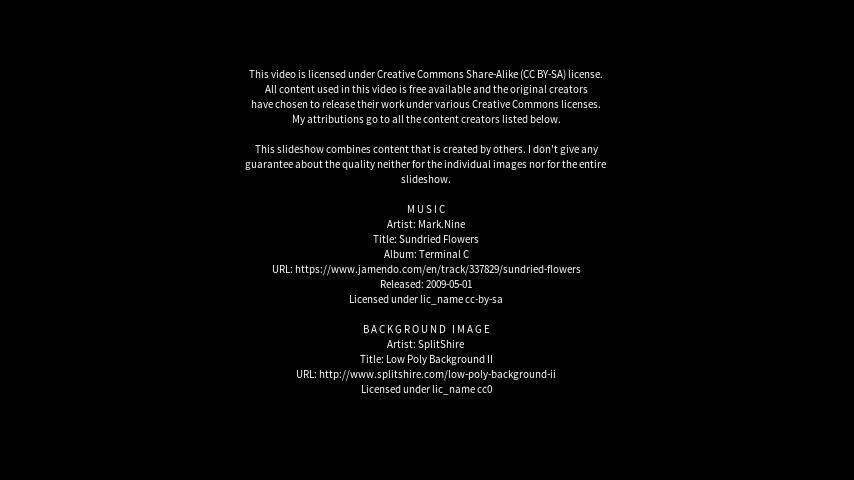 This video is licensed under Creative Commons Share-Alike (CC BY-SA) license.
All content used in this video is free available and the original creators
have chosen to release their work under various Creative Commons licenses.
My attributions go to all the content creators listed below.
This slideshow combines content that is created by others. I don't give any
guarantee about the quality neither for the individual images nor for the entire
slideshow.
MUSIC
Artist: Mark.Nine
Title: Sundried Flowers
Album: Terminal C
URL: https://www.jamendo.com/en/track/337829/sundried-flowers
Released: 2009-05-01
Licensed under lic_name cc-by-sa
BACKGROUND IMAGE
Artist: SplitShire
Title: Low Poly Background II
URL: http://www.splitshire.com/low-poly-background-ii
Licensed under lic_name cc0